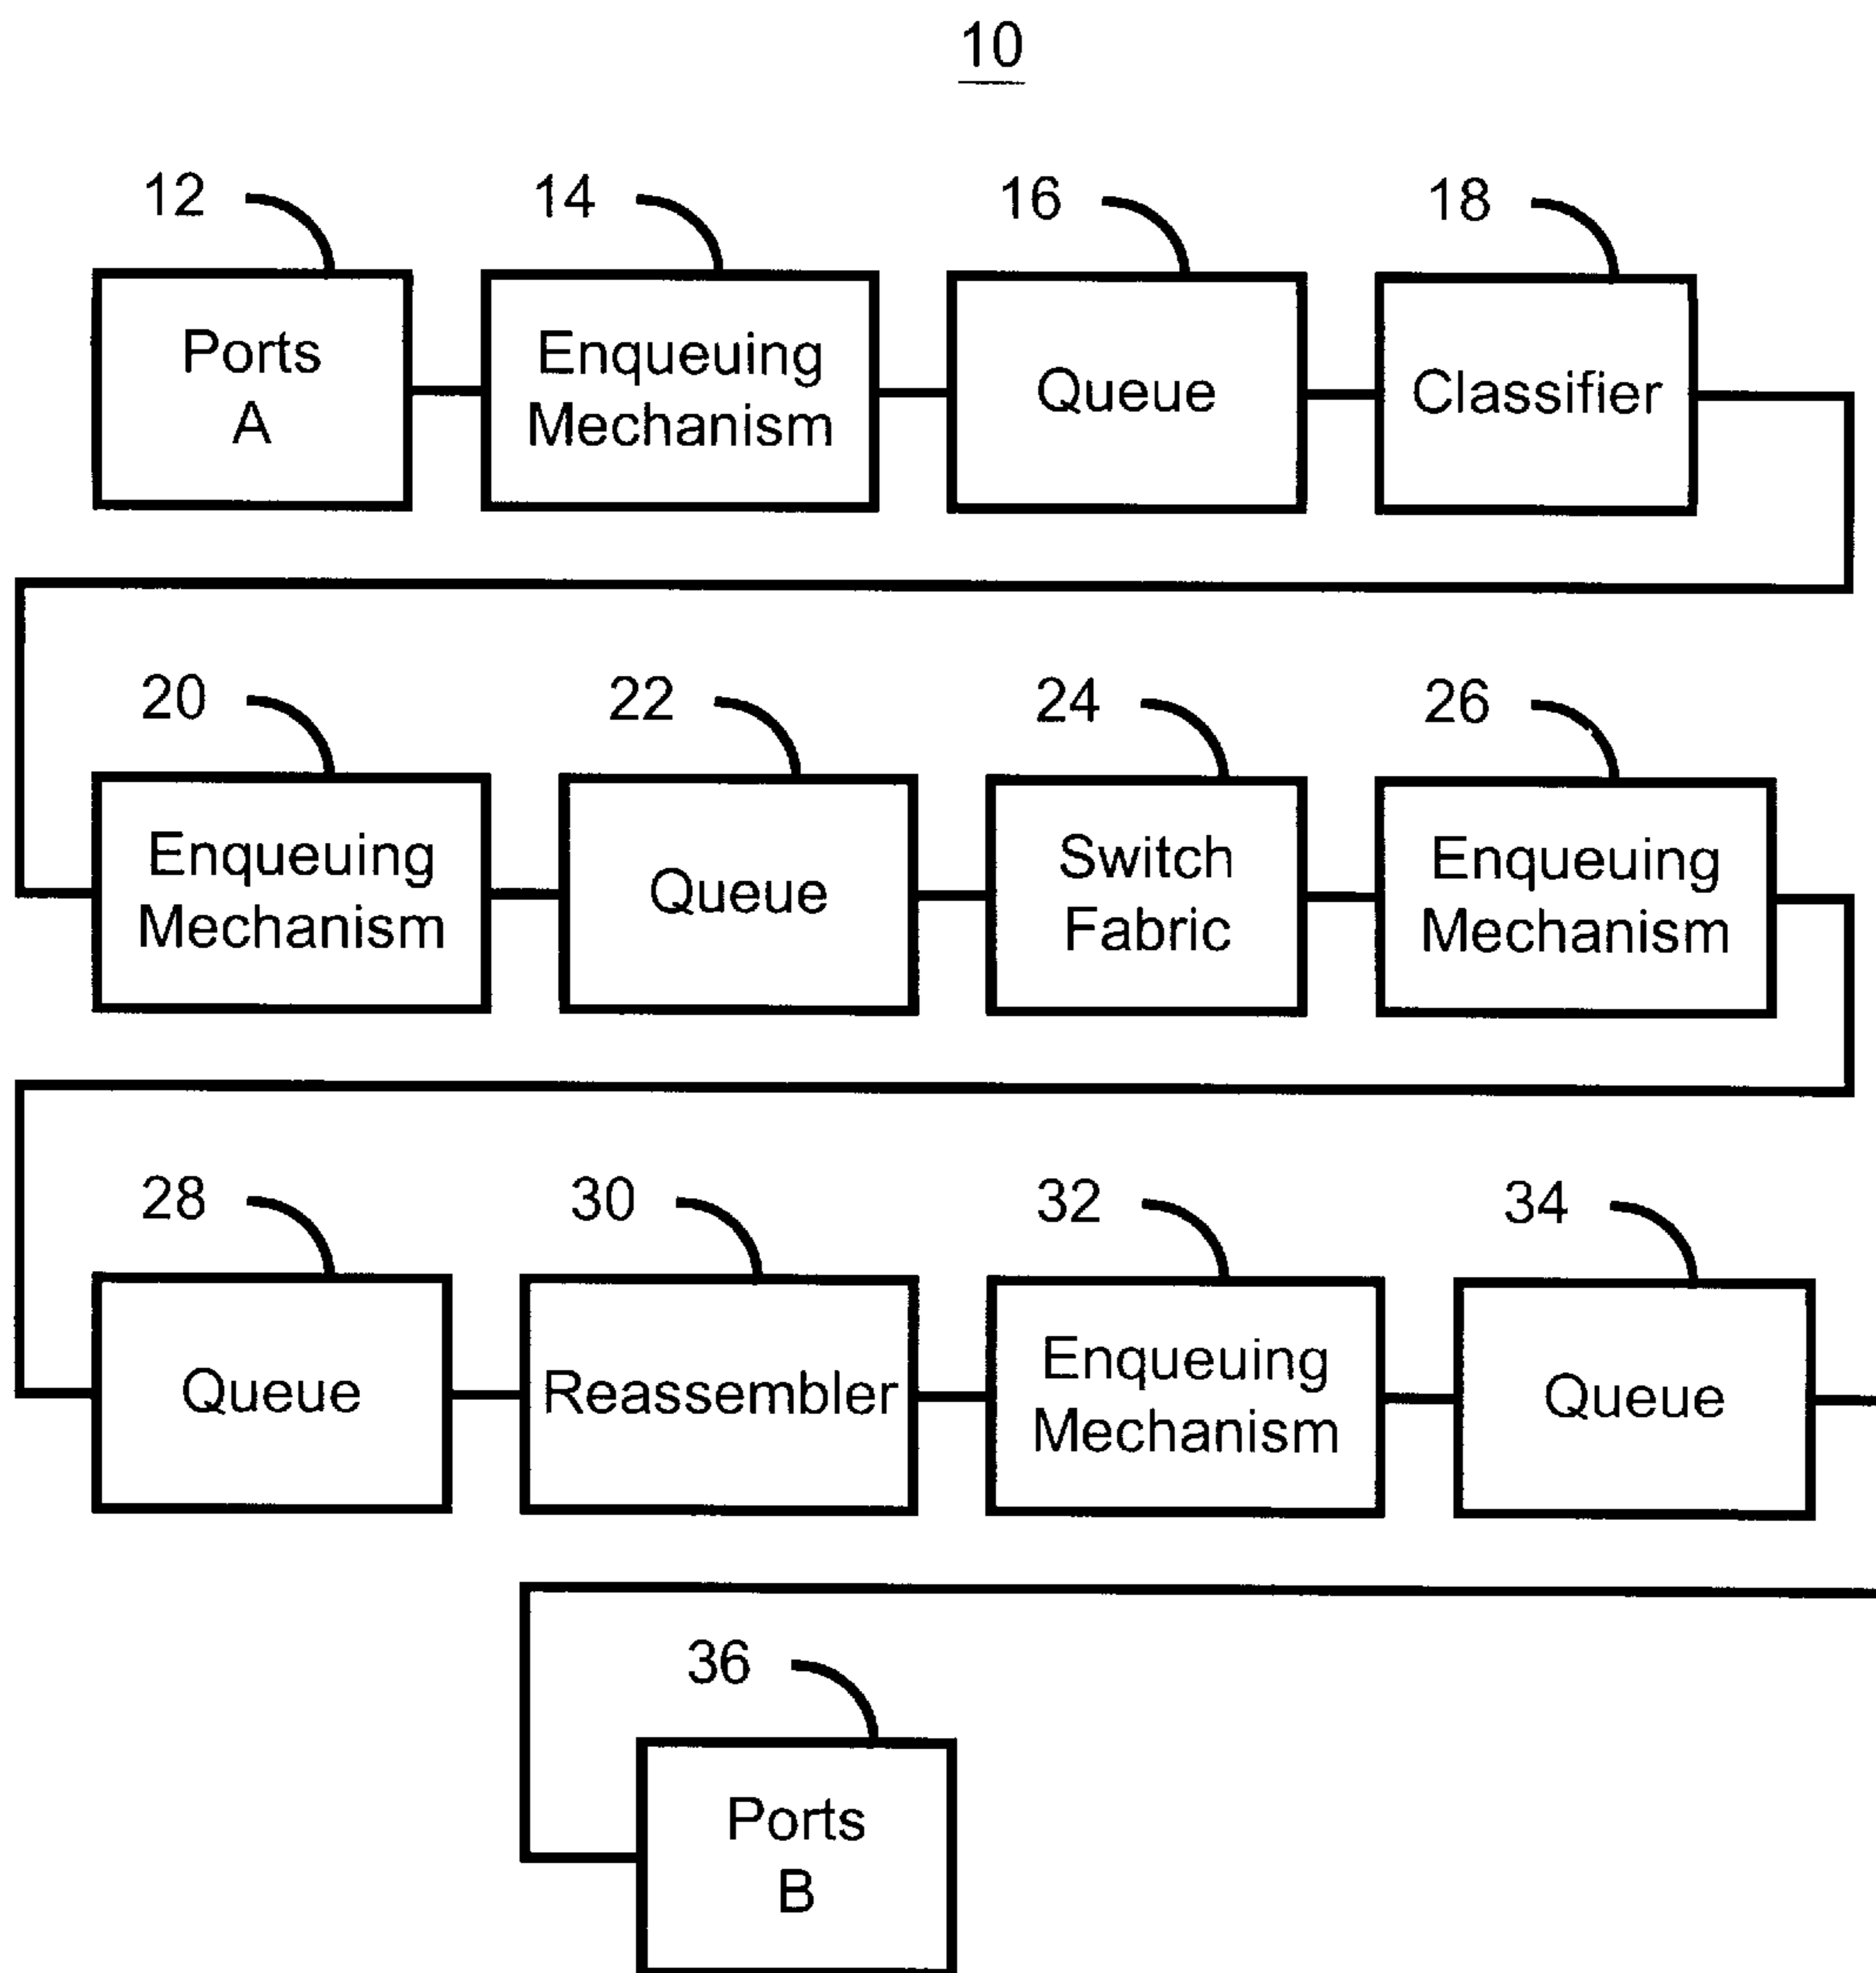 10
12
14
16
18
Ports
A
Enqueuing
Mechanism
Queue
Classifier
20
22
24
26
Enqueuing
Mechanism
Queue
Switch
Fabric
Enqueuing
Mechanism
28
30
32
34
Queue
Reassembler
Enqueuing
Mechanism
Queue
36
Ports
B